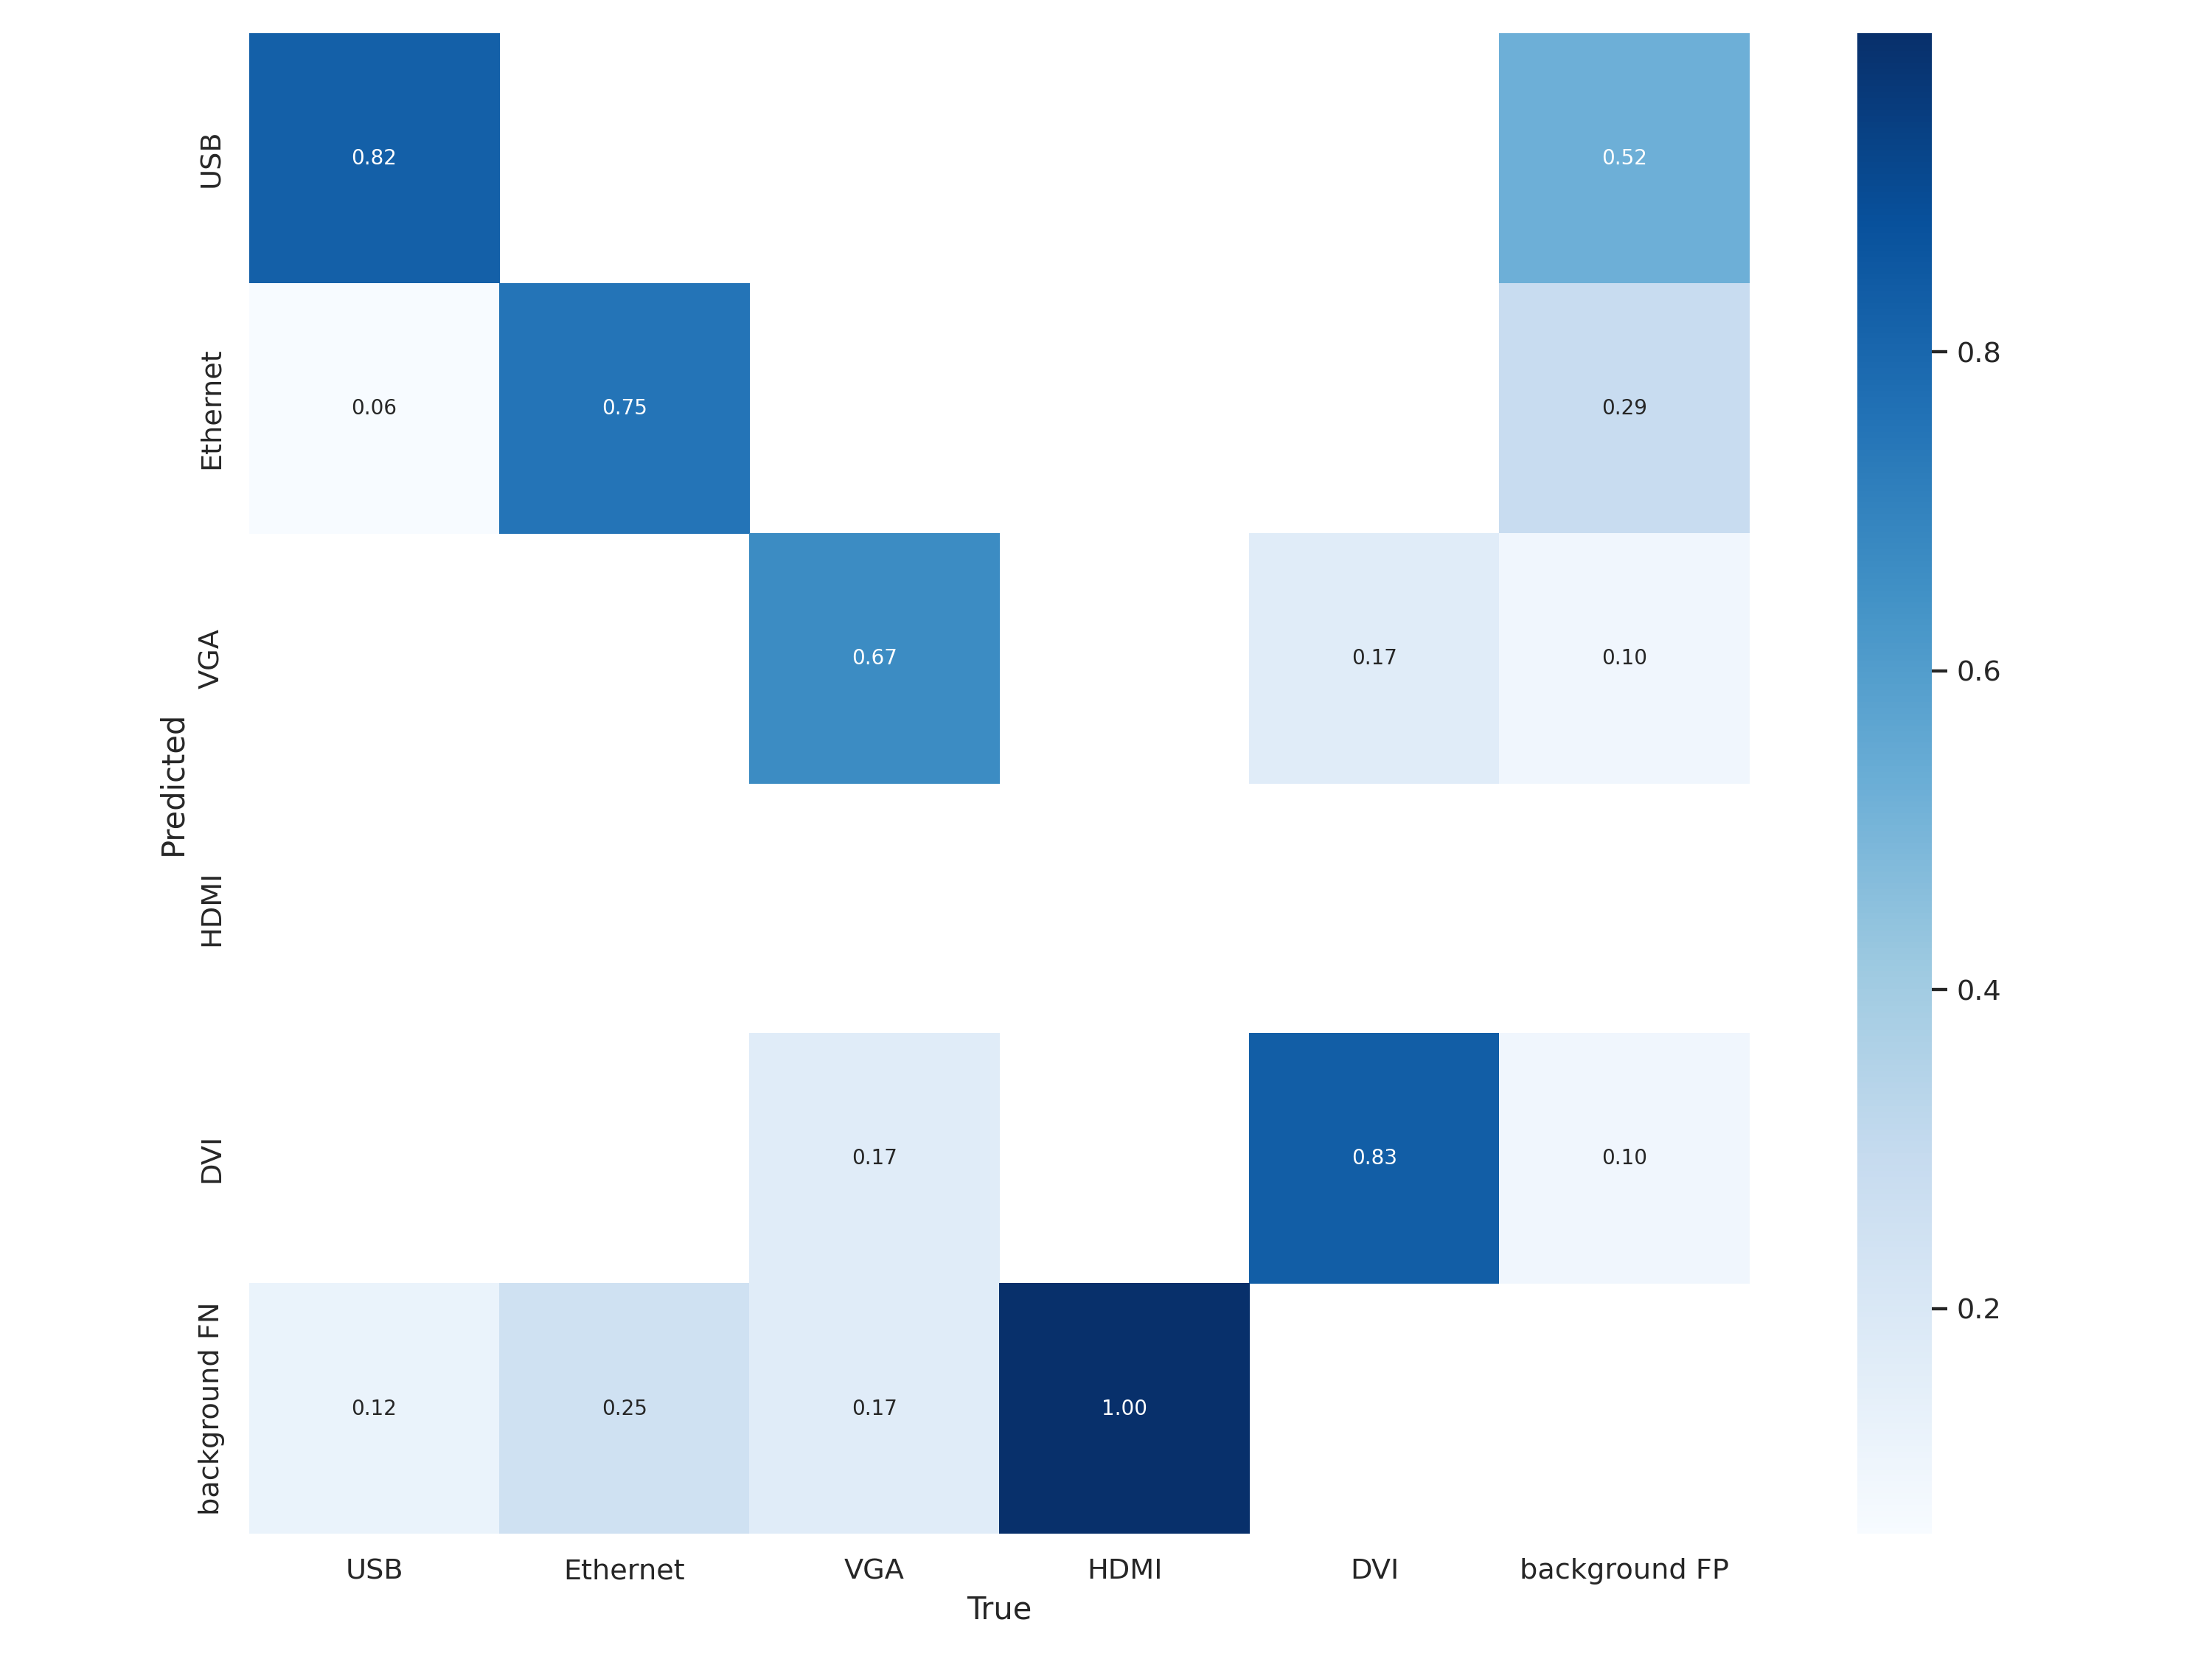 USB
0.82
0.52
Ethernet
0.06
0.75
0.29
VGA
0.67
0.17
0.10
Predicted
HDMI
DVI
0.17
0.83
0.10
background FN
0.12
0.25
0.17
1.00
USB Ethernet VGA HDMI DVI background FP
True
0.8
0.6
0.4
0.2